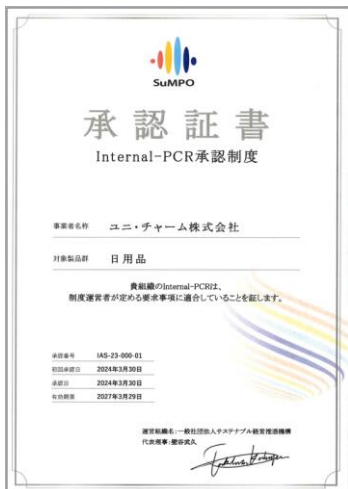 SuMPO
承認証書
Internal-PCR承認制度
事業者名称 ユニ・チャーム株式会社
対象製品群 日用品
貴組織のInternal-PCRは、
制度運営者が定める要求事項に適合していることを証します。
承認番号 IAS-23-000-01
初回承認日 2024年3月30日
承認日 2024年3月30日
有効期限 2027年3月29日
運営組織名:一般社団法人サステナブル経営推進機構
代表理事:壁谷武久